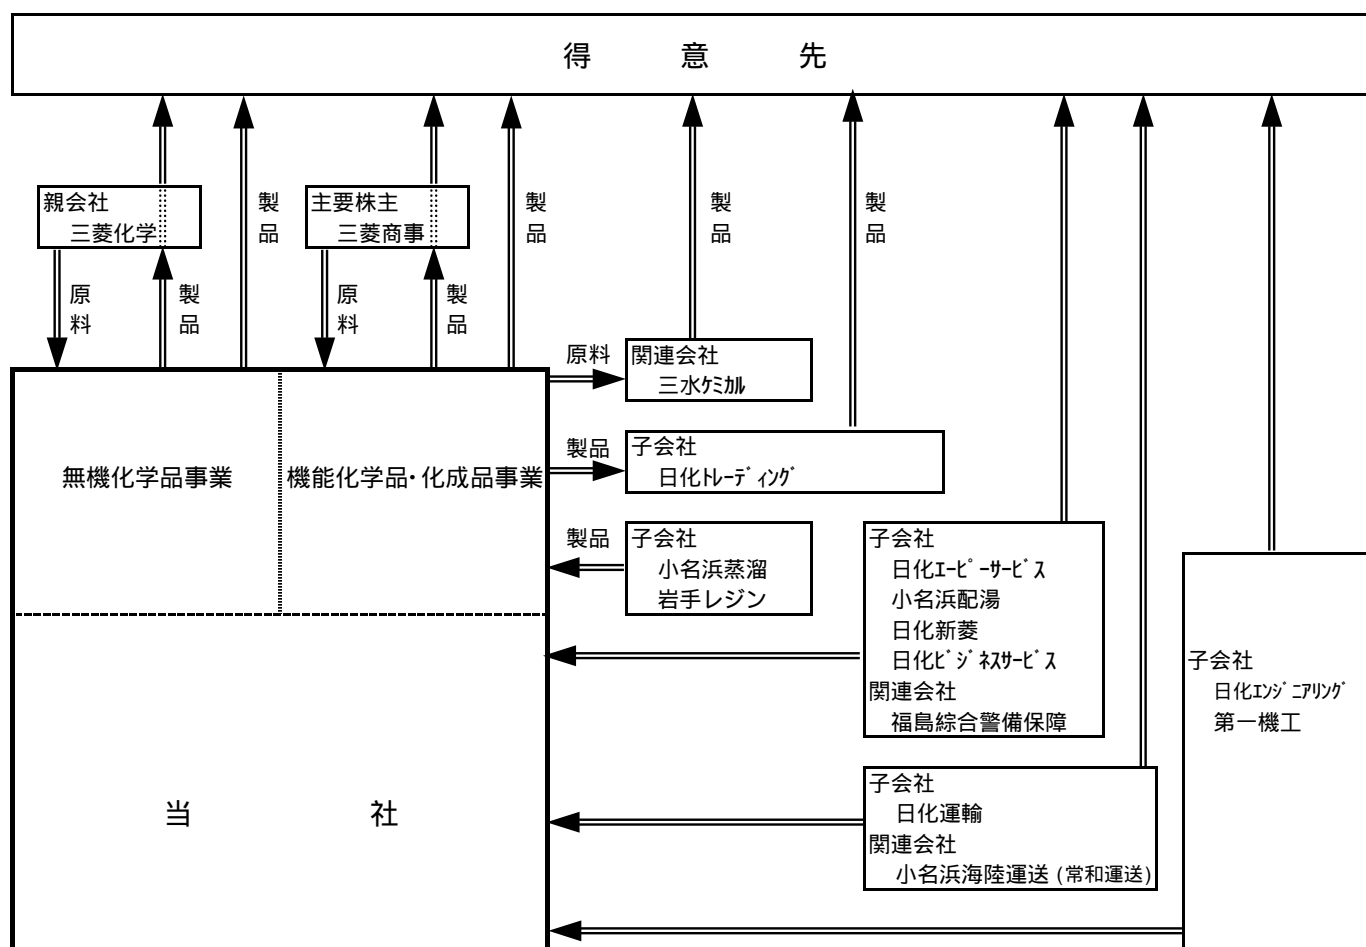 得意先
親会社
三菱化学
製品
主要株主
三菱商事
製品
製品
製品
原料
製品
原料
製品
原料
関連会社
三水ｹﾐｶﾙ
製品
子会社
日化ﾄﾚｰﾃﾞｨﾝｸﾞ
無機化学品事業
機能化学品・化成品事業
製品
子会社
小名浜蒸溜
岩手レジン
子会社
日化ｴｰﾋﾟｰｻｰﾋﾞｽ
小名浜配湯
日化新菱
日化ﾋﾞｼﾞﾈｽｻｰﾋﾞｽ
関連会社
福島綜合警備保障
子会社
日化ｴﾝｼﾞﾆｱﾘﾝｸﾞ
第一機工
当社
子会社
日化運輸
関連会社
小名浜海陸運送(常和運送)